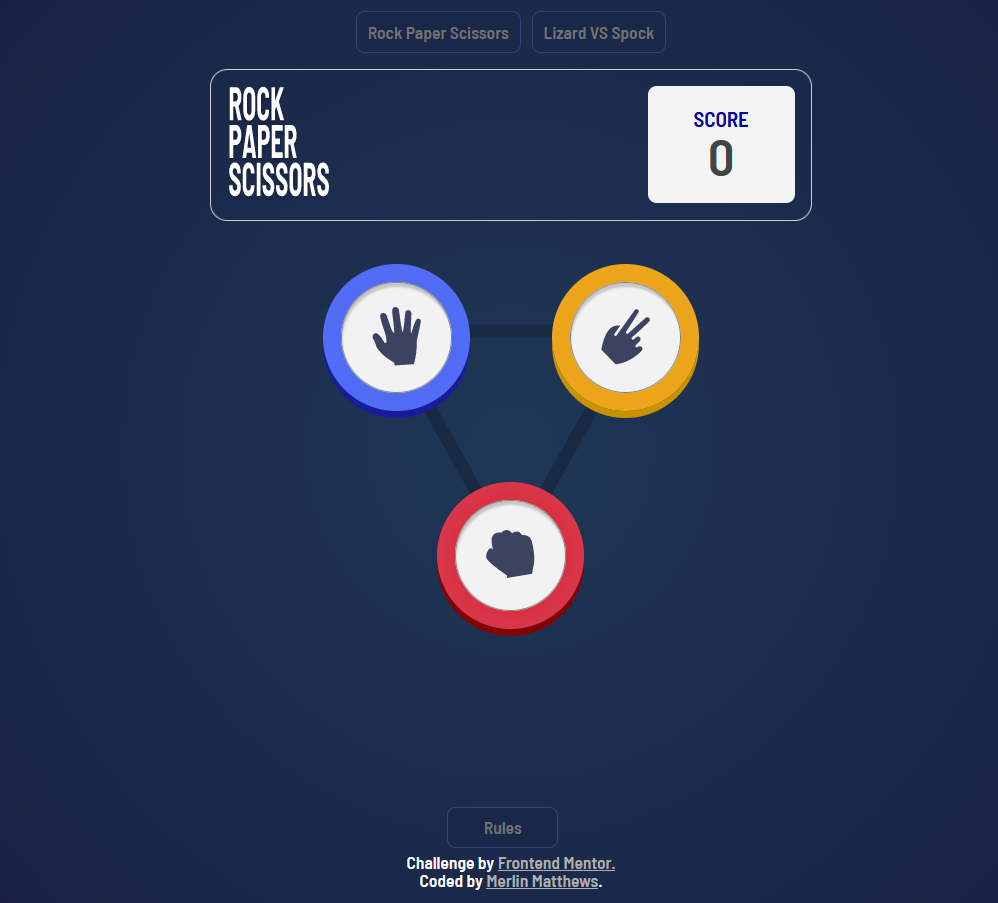 Rock Paper Scissors
Lizard VS Spock
ROCK
PAPER
SCISSORS
SCORE
0
Rules
Challenge by Frontend Mentor.
Coded by Merlin Matthews.